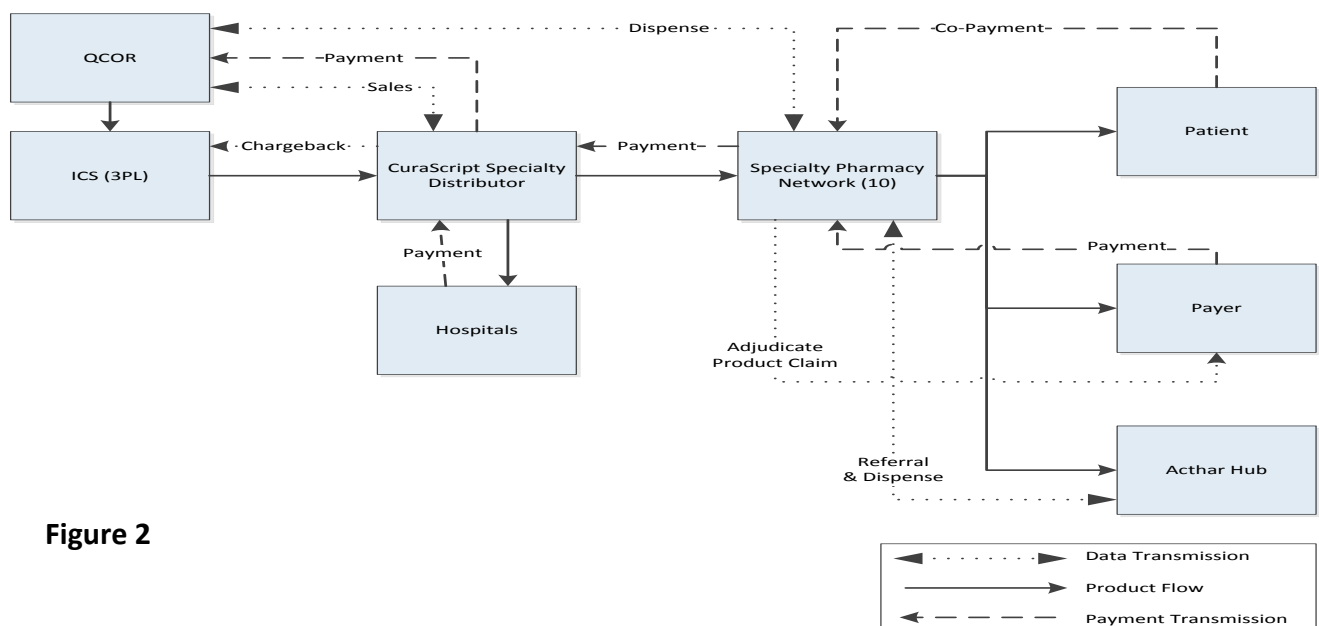 Dispense
Co-Payment
QCOR
Payment
Sales
Patient
Chargeback
Payment
ICS (3PL)
CuraScript Specialty
Distributor
Specialty Pharmacy
Network (10)
Payment
Payment
Payer
Hospitals
Adjudicate
Product Claim
Referral
& Dispense
Acthar Hub
Figure 2
Data Transmission
Product Flow
Payment Transmission